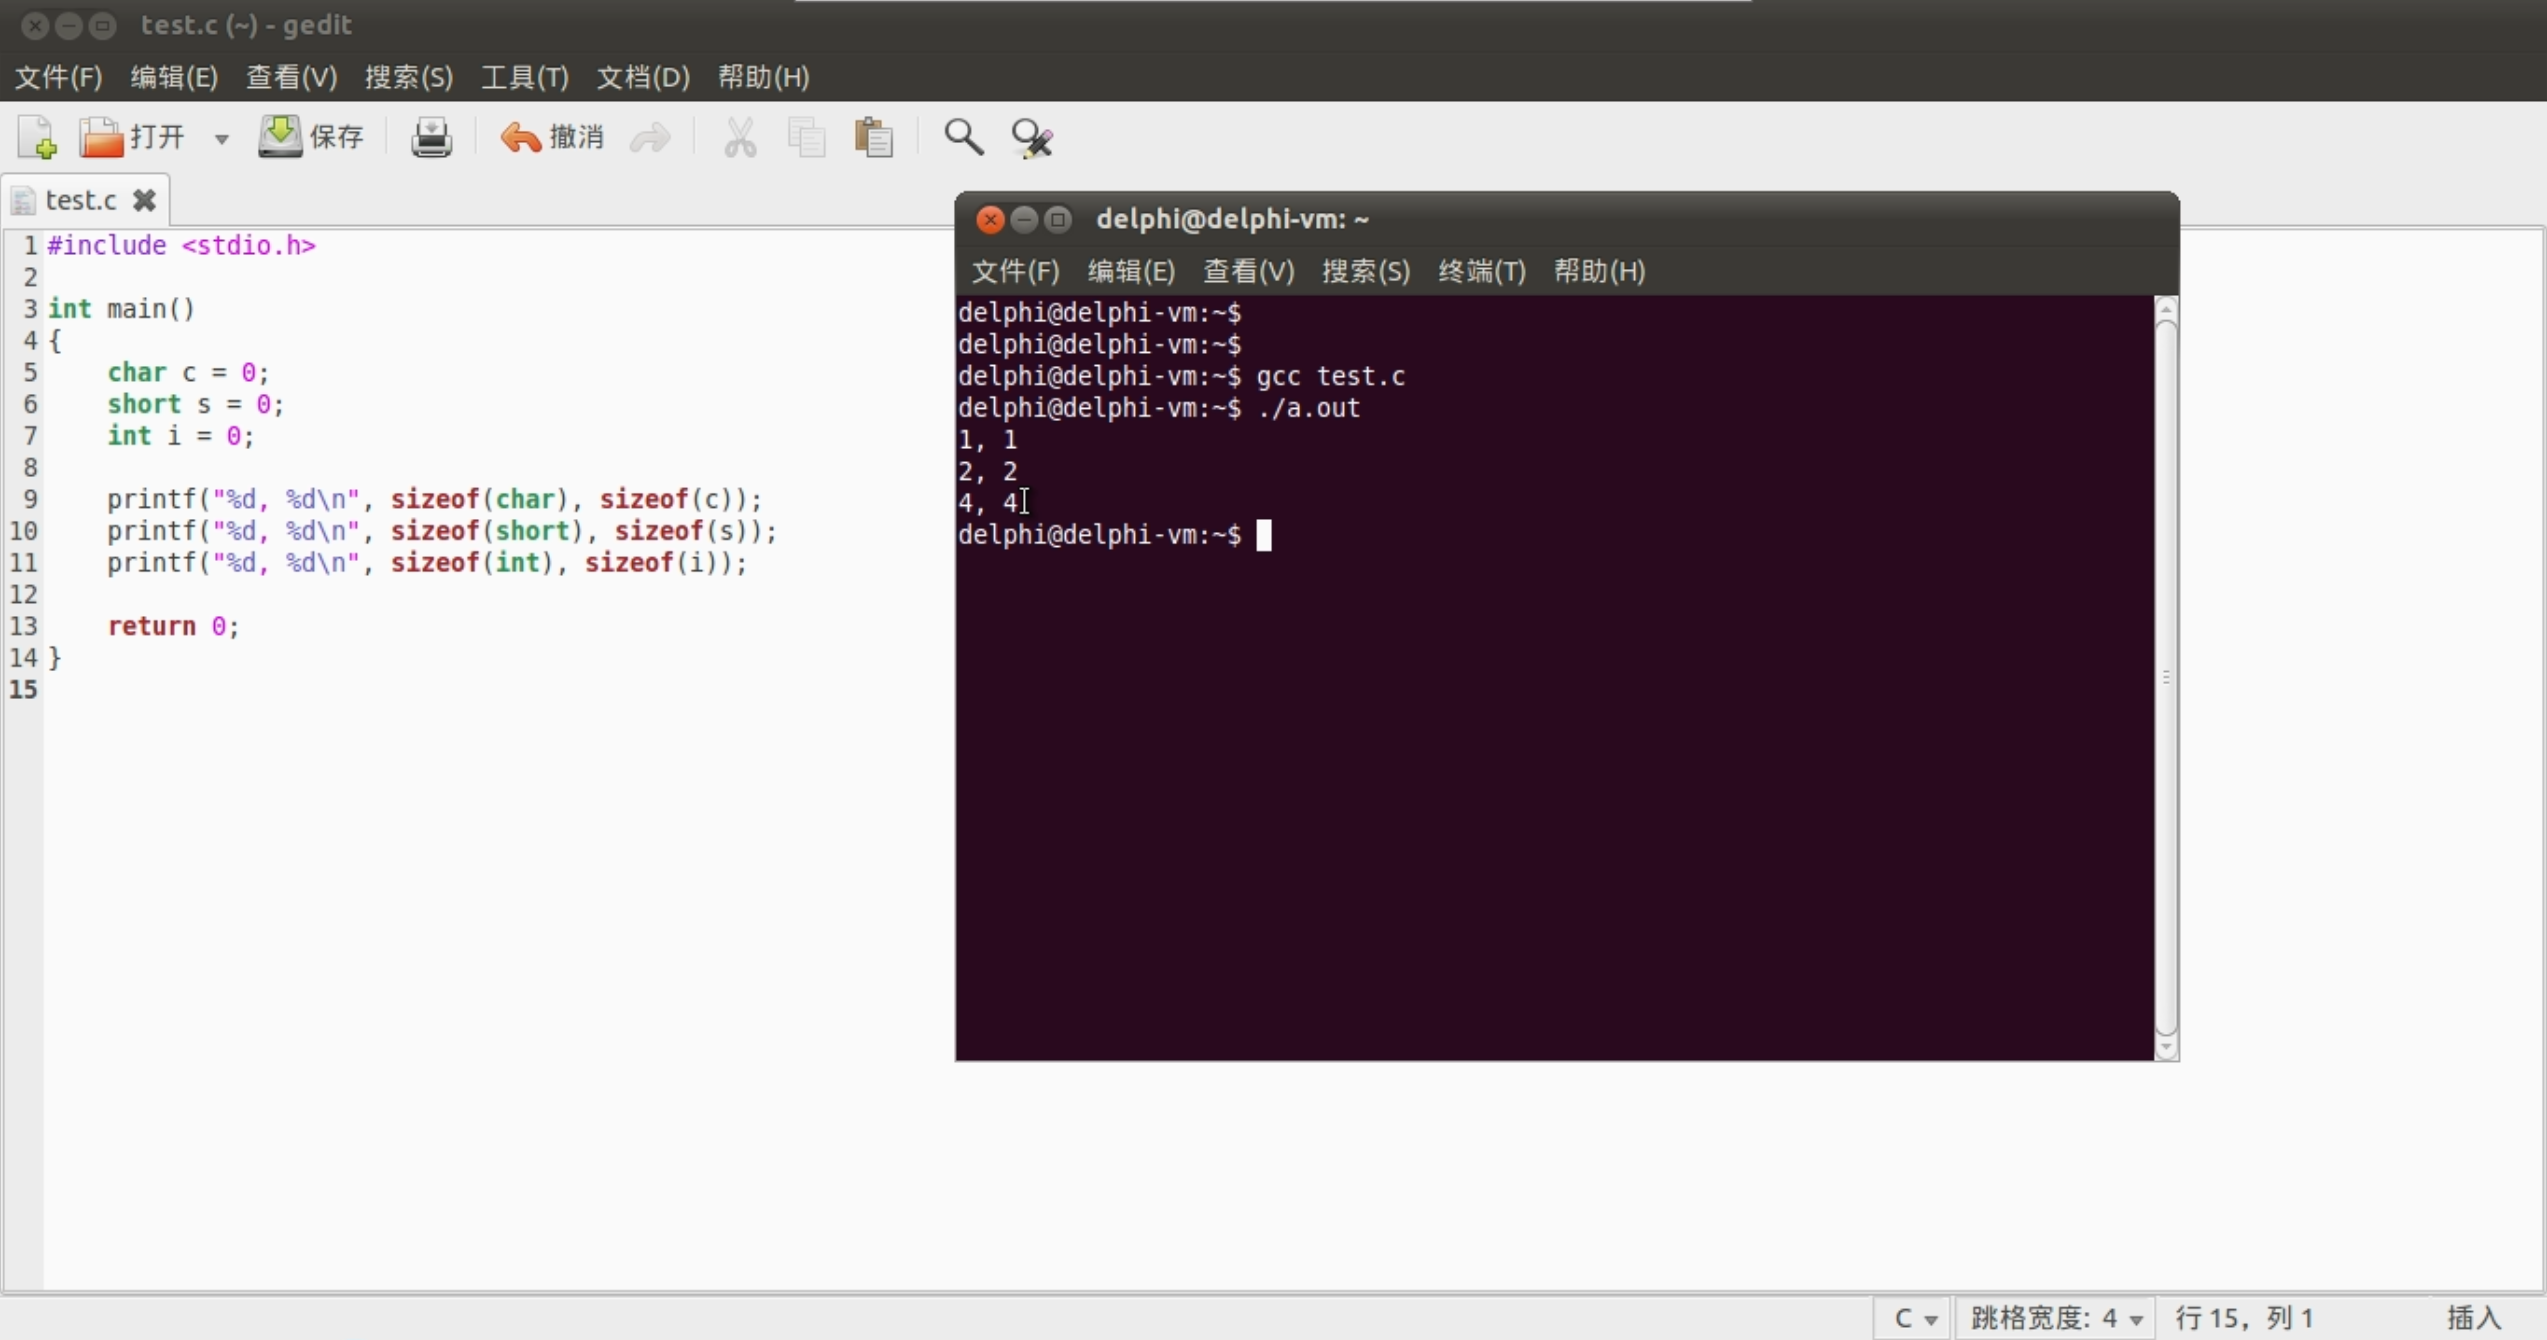 test.c (~) - gedit
文件(F) 编辑(E) 查看(V) 搜索(S) 工具(T) 文档(D) 帮助(H)
打开 保存 撤消
test.c
1 #include <stdio.h>
2
3 int main()
4 {
5     char c = 0;
6     short s = 0;
7     int i = 0;
8
9     printf("%d, %d\n", sizeof(char), sizeof(c));
10     printf("%d, %d\n", sizeof(short), sizeof(s));
11     printf("%d, %d\n", sizeof(int), sizeof(i));
12
13     return 0;
14 }
15
delphi@delphi-vm: ~
文件(F) 编辑(E) 查看(V) 搜索(S) 终端(T) 帮助(H)
delphi@delphi-vm:~$
delphi@delphi-vm:~$
delphi@delphi-vm:~$ gcc test.c
delphi@delphi-vm:~$ ./a.out
1, 1
2, 2
4, 4
delphi@delphi-vm:~$
C 跳格宽度: 4 行 15，列 1 插入